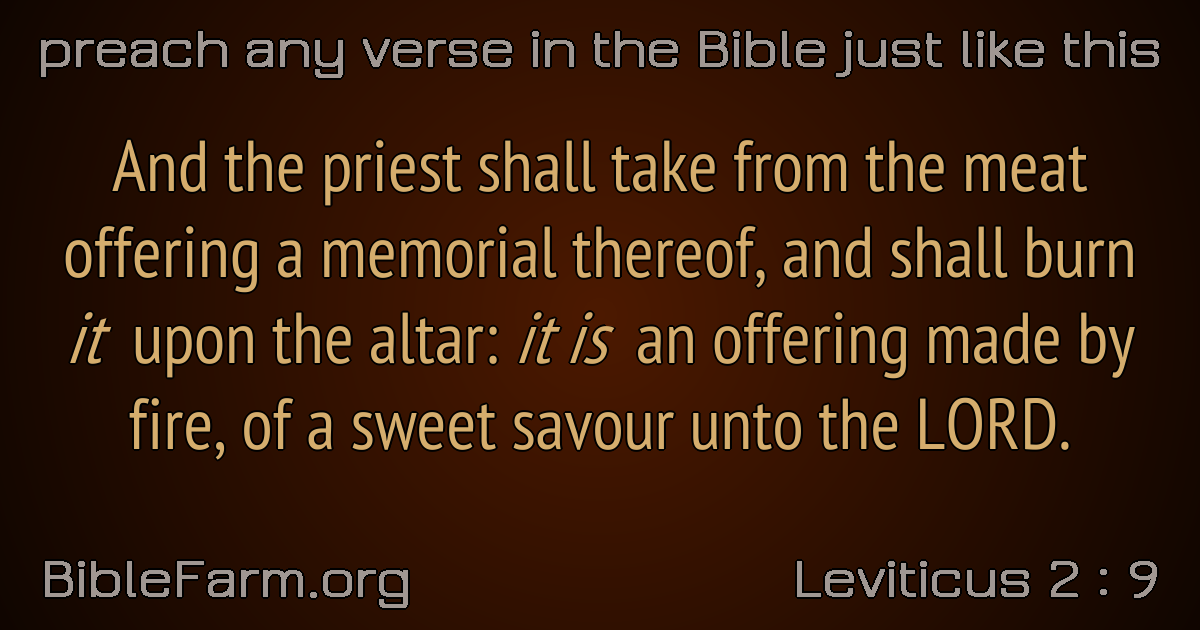 preach any verse in the Bible just like this
And the priest shall take from the meat
offering a memorial thereof, and shall burn
it upon the altar: it is an offering made by
fire, of a sweet savour unto the LORD.
BibleFarm.org
Leviticus 2 : 9